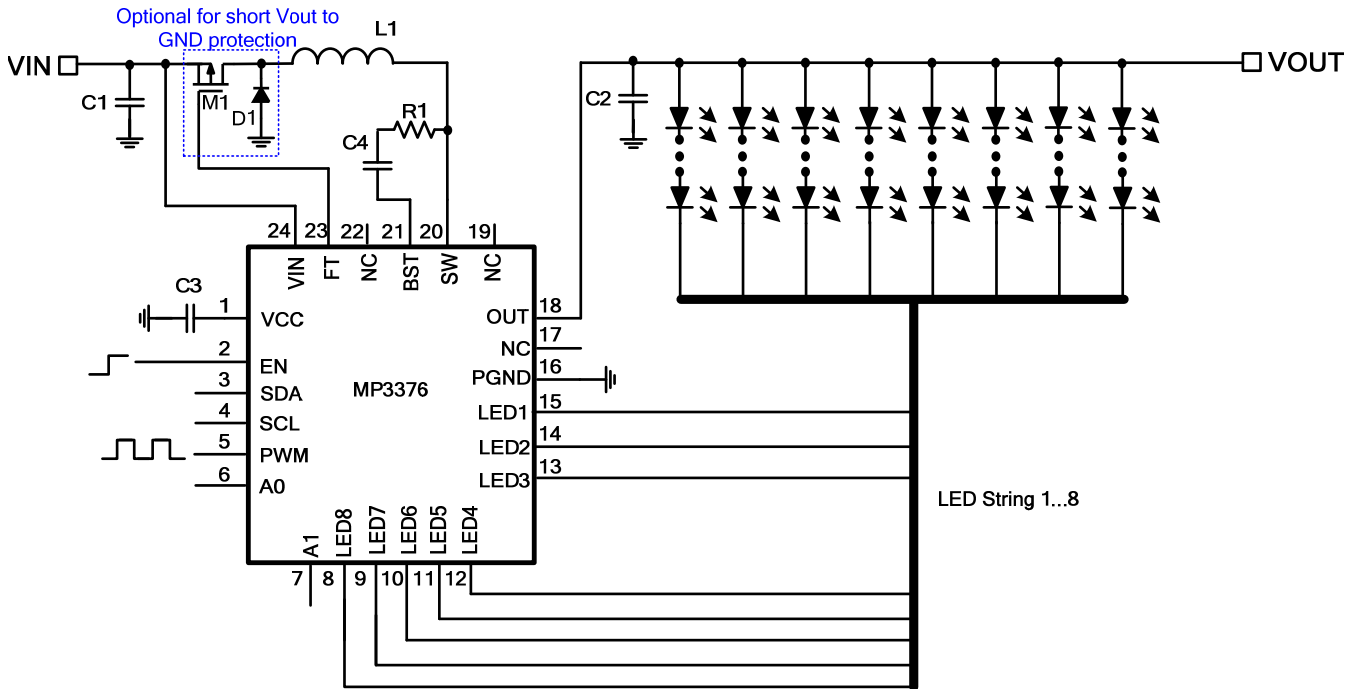 Optional for short Vout to
GND protection
L1
VIN
VOUT
C1
M1
D1
R1
C4
C2
24
23
22
21
20
19
VIN
FT
NC
BST
SW
NC
C3
1
VCC
2
EN
3
SDA
4
SCL
5
PWM
6
A0
MP3376
OUT
18
NC
17
PGND
16
LED1
15
LED2
14
LED3
13
LED String 1...8
A1
LED8
LED7
LED6
LED5
LED4
7
8
9
10
11
12